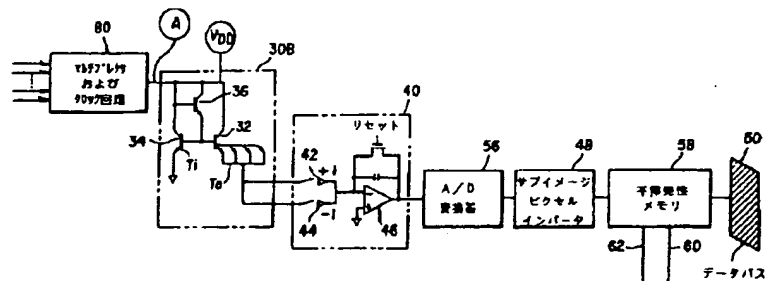 80
マルチプレクサ
および
クロック回路
A
VDD
30B
36
34
32
Ti
To
40
リセット
42
+1
44
-1
46
56
A/D
変換器
48
サブイメージ
ピクセル
インバータ
58
不揮発性
メモリ
62
60
50
データバス